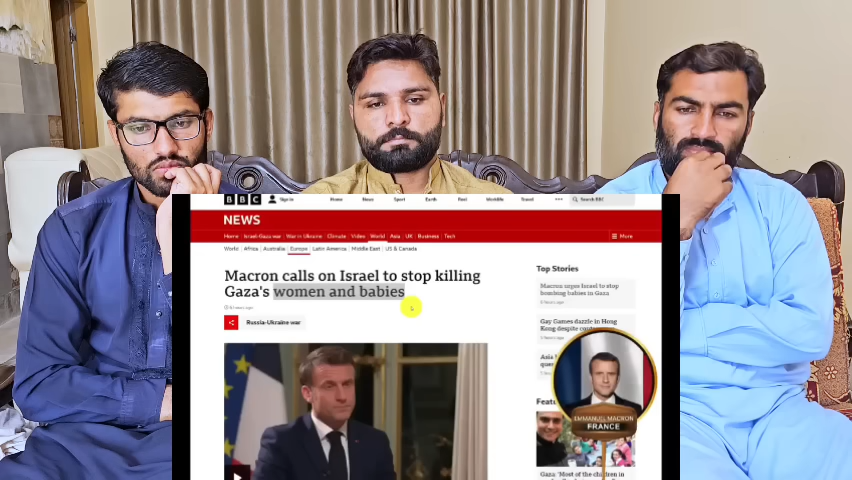 BBC Sign in Home News Sport Earth Reel Worklife Travel ... Search BBC
NEWS
Home Israel-Gaza war War in Ukraine Climate Video World Asia UK Business Tech More
World Africa Australia Europe Latin America Middle East US & Canada
Macron calls on Israel to stop killing
Gaza's women and babies
Russia-Ukraine war
Top Stories
Macron urges Israel to stop
bombing babies in Gaza
Gay Games dazzle in Hong
Kong despite
Asia
EMMANUEL MACRON
FRANCE
Gaza: 'Most of the children in